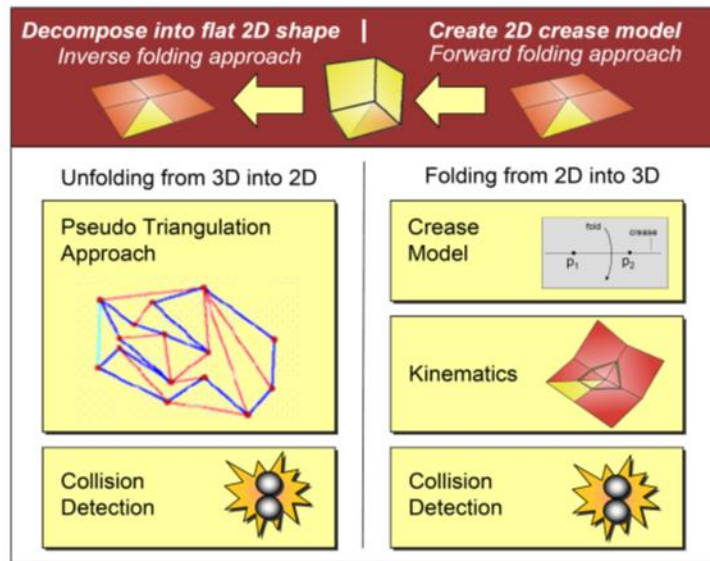 Decompose into flat 2D shape | Create 2D crease model
Inverse folding approach Forward folding approach
Unfolding from 3D into 2D
Pseudo Triangulation
Approach
Collision
Detection
Folding from 2D into 3D
Crease
Model
fold
crease
p1 p2
Kinematics
Collision
Detection